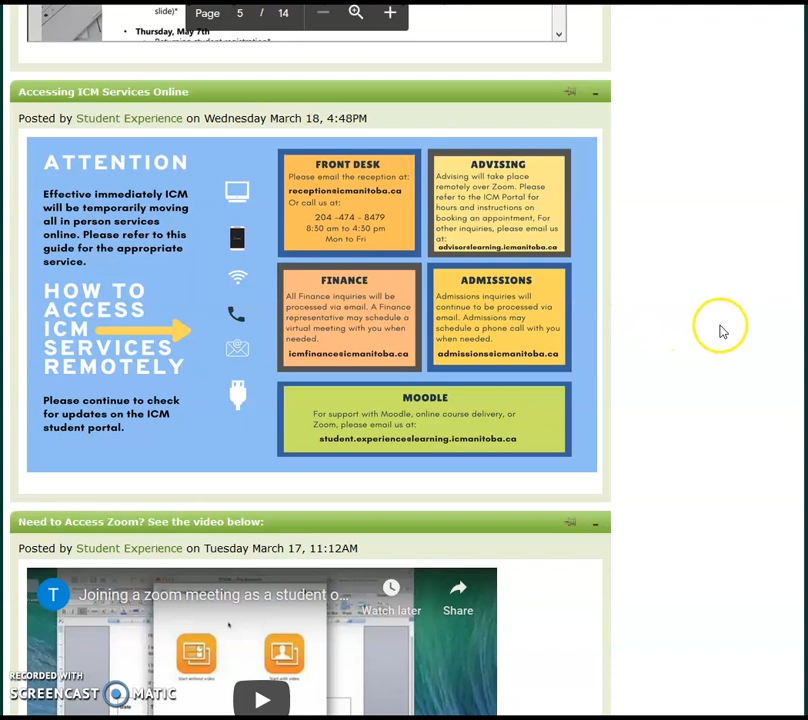 slide)*
Page 5 / 14
• Thursday, May 7th
Accessing ICM Services Online
Posted by Student Experience on Wednesday March 18, 4:48PM
ATTENTION
Effective immediately ICM
will be temporarily moving
all in person services
online. Please refer to this
guide for the appropriate
service.
HOW TO
ACCESS
ICM
SERVICES
REMOTELY
Please continue to check
for updates on the ICM
student portal.
FRONT DESK
Please email the reception at:
reception@icmanitoba.ca
Or call us at:
204 -474 - 8479
8:30 am to 4:30 pm
Mon to Fri
ADVISING
Advising will take place
remotely over Zoom. Please
refer to the ICM Portal for
hours and instructions on
booking an appointment, For
other inquiries, please email us
at:
advisor@learning.icmanitoba.ca
FINANCE
All Finance inquiries will be
processed via email. A Finance
representative may schedule a
virtual meeting with you when
needed.
icmfinance@icmanitoba.ca
ADMISSIONS
Admissions inquiries will
continue to be processed via
email. Admissions may
schedule a phone call with you
when needed.
admissions@icmanitoba.ca
MOODLE
For support with Moodle, online course delivery, or
Zoom, please email us at:
student.experience@learning.icmanitoba.ca
Need to Access Zoom? See the video below:
Posted by Student Experience on Tuesday March 17, 11:12AM
T
Joining a zoom meeting as a student o...
Watch later
Share
Start without video
Start with video
RECORDED WITH
SCREENCAST MATIC